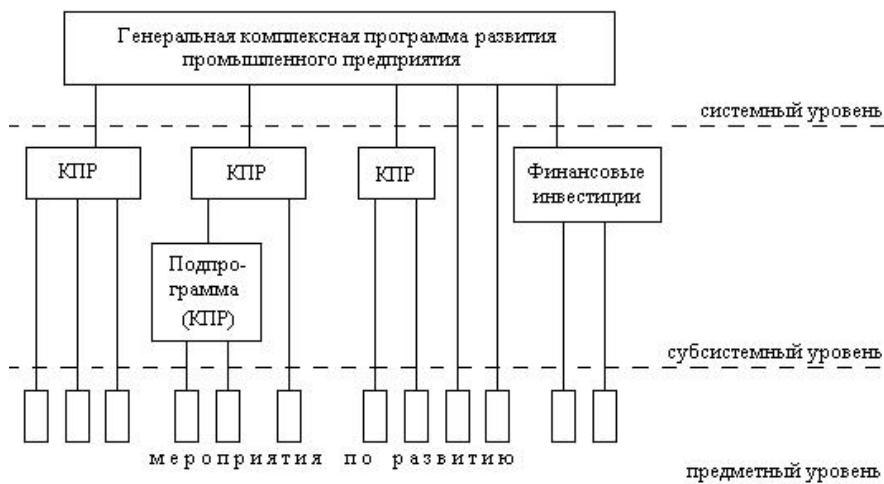 Генеральная комплексная программа развития
промышленного предприятия
системный уровень
КПР
КПР
КПР
Финансовые
инвестиции
Подпро-
грамма
(КПР)
субсистемный уровень
мероприятия по развитию
предметный уровень